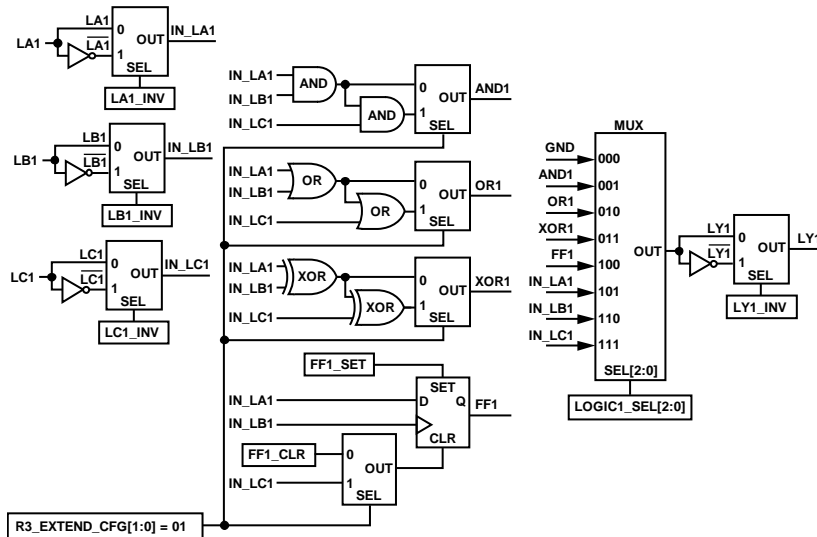 LA1
LA1
LA1
0
1
OUT
SEL
IN_LA1
LA1_INV
LB1
LB1
LB1
0
1
OUT
SEL
IN_LB1
LB1_INV
LC1
LC1
LC1
0
1
OUT
SEL
IN_LC1
LC1_INV
IN_LA1
IN_LB1
IN_LC1
AND
AND
0
1
OUT
SEL
AND1
IN_LA1
IN_LB1
IN_LC1
OR
OR
0
1
OUT
SEL
OR1
IN_LA1
IN_LB1
IN_LC1
XOR
XOR
0
1
OUT
SEL
XOR1
FF1_SET
IN_LA1
IN_LB1
SET
D
Q
CLR
FF1
FF1_CLR
IN_LC1
0
1
OUT
SEL
R3_EXTEND_CFG[1:0] = 01
MUX
GND
000
AND1
001
OR1
010
XOR1
011
FF1
100
IN_LA1
101
IN_LB1
110
IN_LC1
111
OUT
SEL[2:0]
LOGIC1_SEL[2:0]
LY1
LY1
0
1
OUT
SEL
LY1
LY1_INV